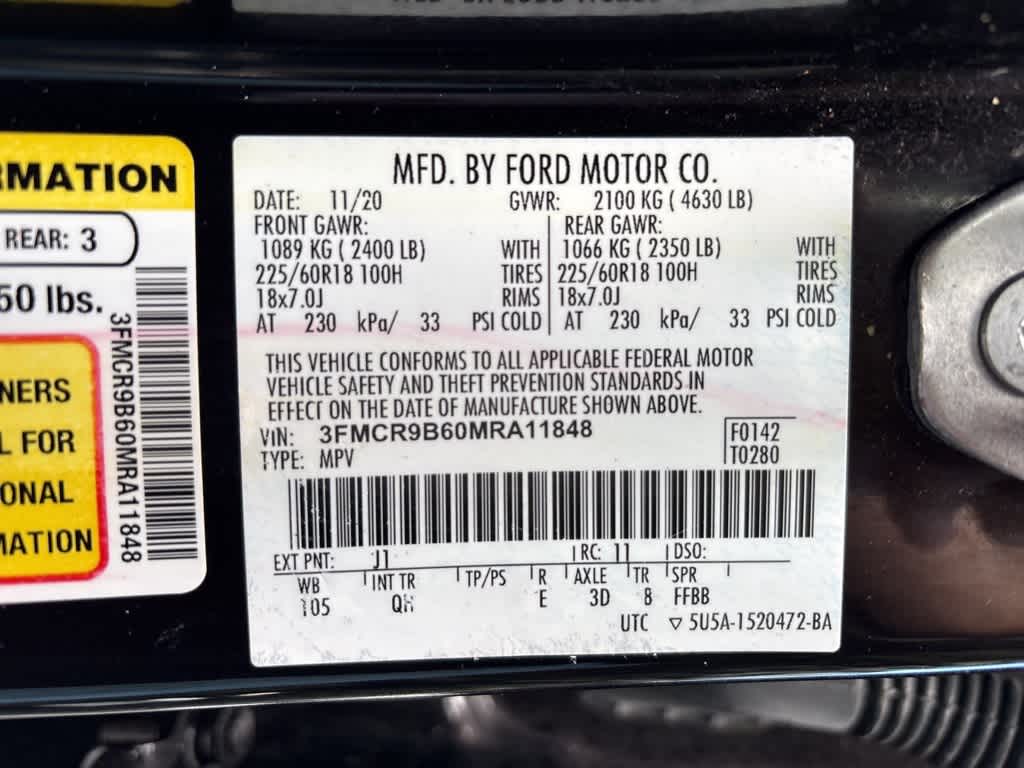 RMATION
REAR: 3
50 lbs.
NERS
L FOR
ONAL
MATION
3FMCR9B60MRA11848
MFD. BY FORD MOTOR CO.
DATE: 11/20 GVWR: 2100 KG ( 4630 LB)
FRONT GAWR: REAR GAWR:
1089 KG ( 2400 LB) WITH 1066 KG ( 2350 LB) WITH
225/60R18 100H TIRES 225/60R18 100H TIRES
18x7.0J RIMS 18x7.0J RIMS
AT 230 kPa/ 33 PSI COLD AT 230 kPa/ 33 PSI COLD
THIS VEHICLE CONFORMS TO ALL APPLICABLE FEDERAL MOTOR
VEHICLE SAFETY AND THEFT PREVENTION STANDARDS IN
EFFECT ON THE DATE OF MANUFACTURE SHOWN ABOVE.
VIN: 3FMCR9B60MRA11848 F0142
TYPE: MPV T0280
EXT PNT: J1 RC: 11 DSO:
WB INT TR TP/PS R AXLE TR SPR
105 QH E 3D 8 FFBB
UTC ▽ 5U5A-1520472-BA